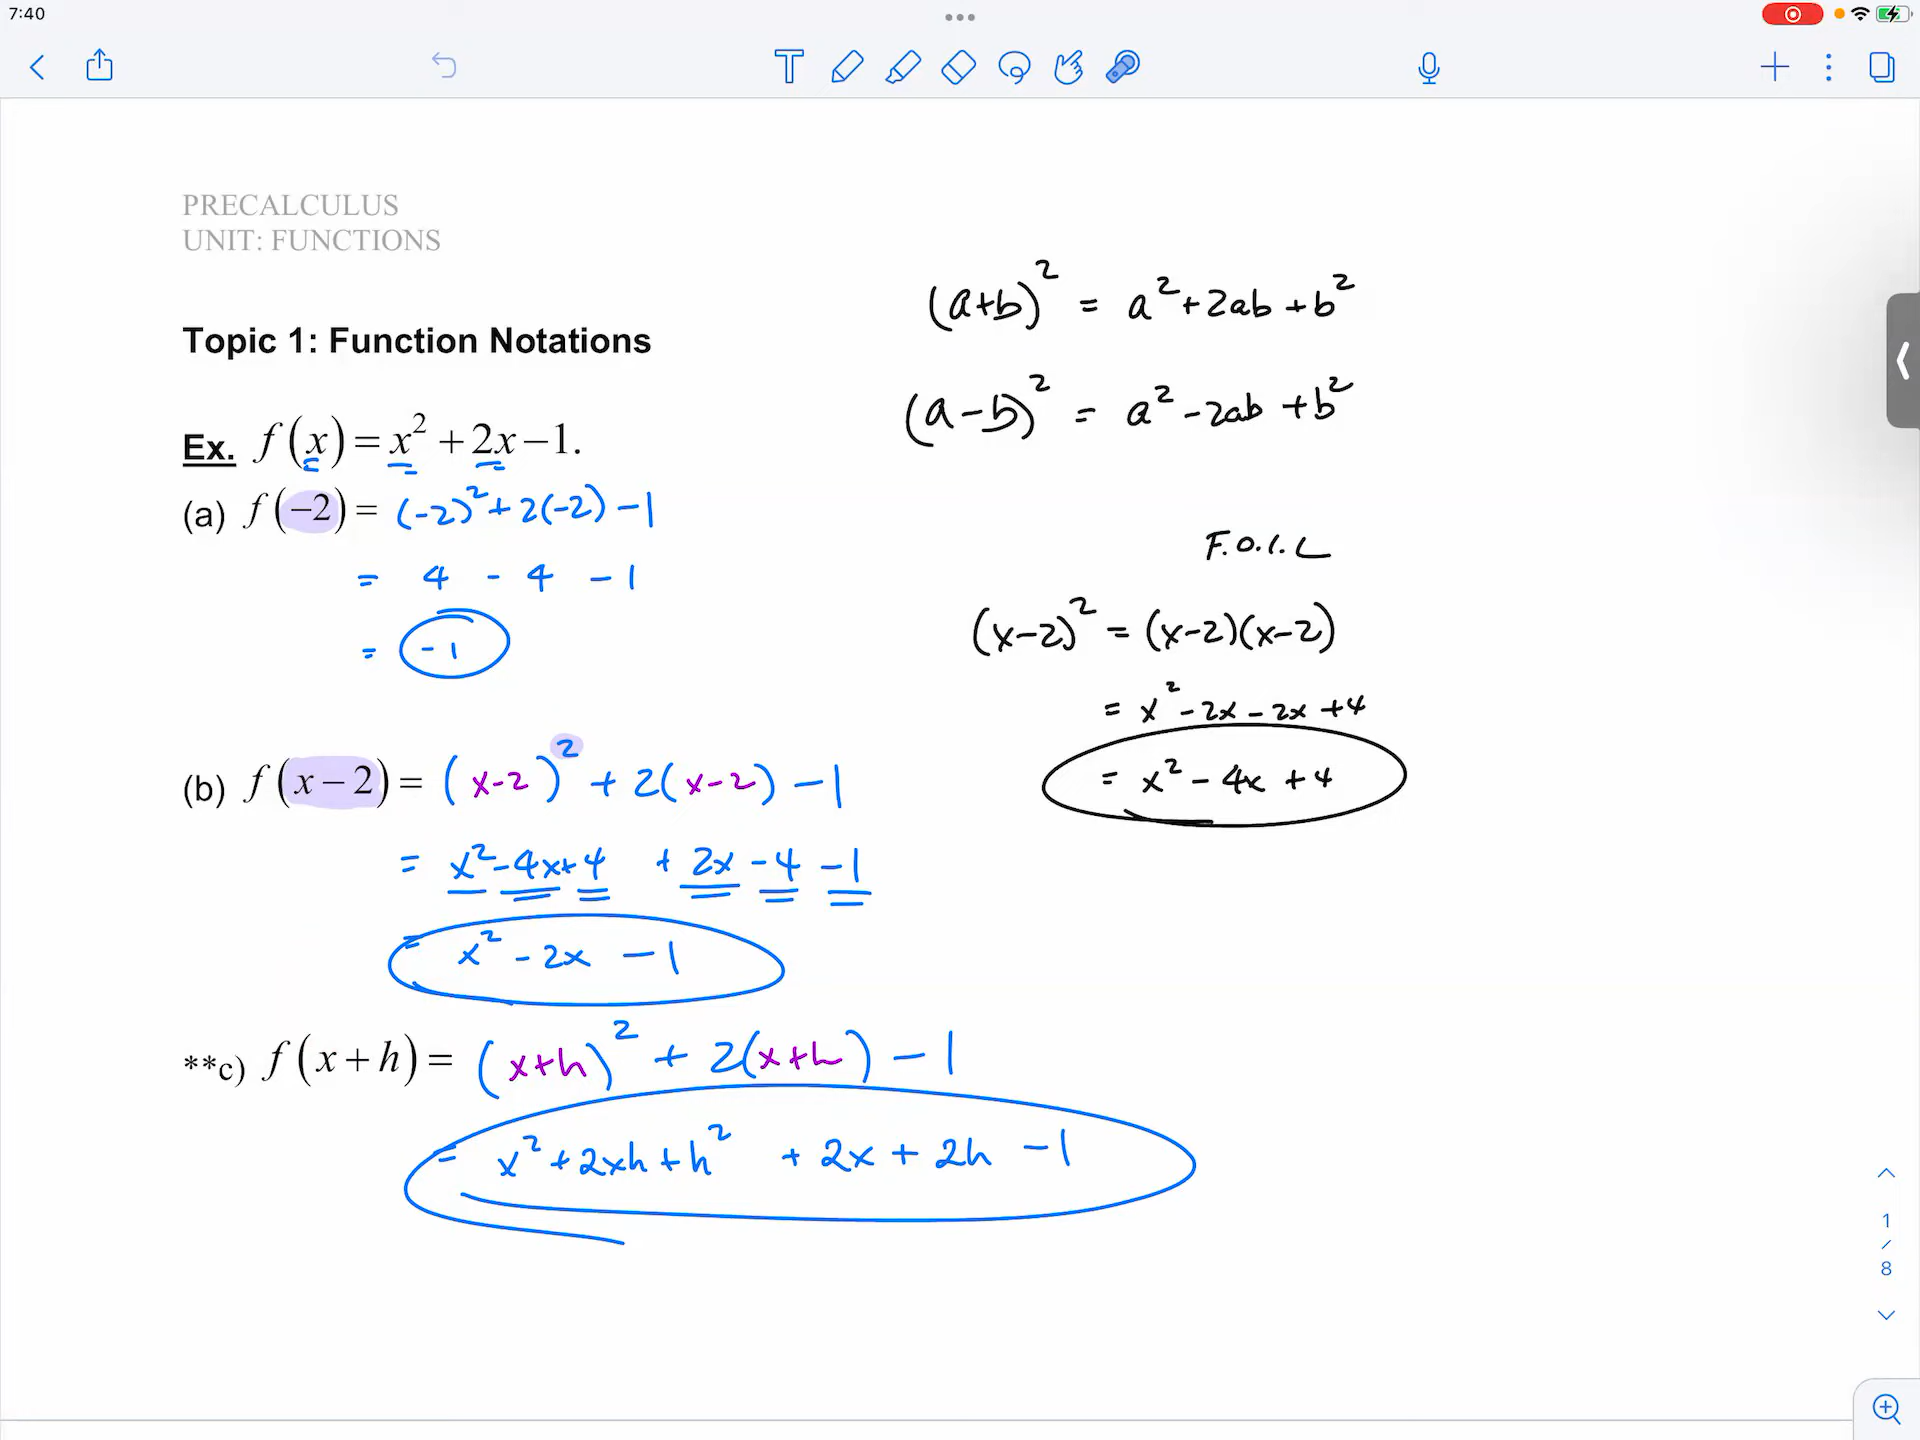 7:40
PRECALCULUS
UNIT: FUNCTIONS
Topic 1: Function Notations
(a+b)² = a²+2ab+b²
(a-b)² = a²-2ab+b²
Ex. f(x)=x²+2x−1.
(a) f(−2)= (-2)²+2(-2)-1
= 4 - 4 - 1
= -1
F.O.I.L
(x-2)² = (x-2)(x-2)
= x²-2x-2x+4
= x²-4x+4
(b) f(x−2)= (x-2)² + 2(x-2) - 1
= x²-4x+4 + 2x-4-1
= x²-2x-1
**c) f(x+h)= (x+h)² + 2(x+h) - 1
= x²+2xh+h² + 2x + 2h - 1
1
/
8